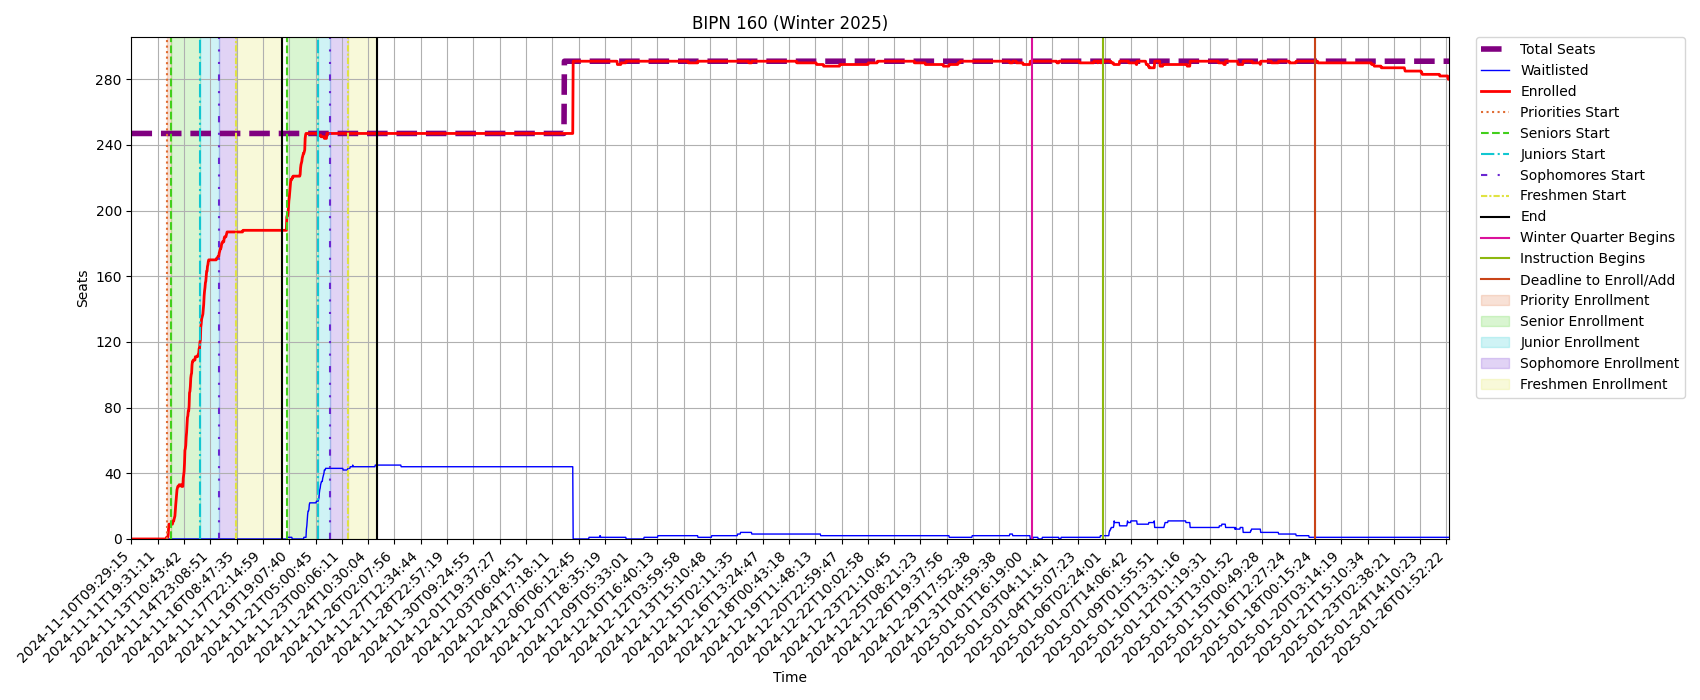 BIPN 160 (Winter 2025)
Seats
280
240
200
160
120
80
40
0
2024-11-10T09:29:15
2024-11-11T19:31:11
2024-11-13T10:43:42
2024-11-14T23:08:51
2024-11-16T08:47:35
2024-11-17T22:14:59
2024-11-19T19:07:40
2024-11-21T05:00:45
2024-11-23T00:06:11
2024-11-24T10:30:04
2024-11-26T02:07:56
2024-11-27T12:34:44
2024-11-28T22:57:19
2024-11-30T09:24:55
2024-12-01T19:37:27
2024-12-03T06:04:51
2024-12-04T17:18:11
2024-12-06T06:12:45
2024-12-07T18:35:19
2024-12-09T05:33:01
2024-12-10T16:40:13
2024-12-12T03:59:58
2024-12-13T15:10:48
2024-12-15T02:11:35
2024-12-16T13:24:47
2024-12-18T00:43:18
2024-12-19T11:48:13
2024-12-20T22:59:47
2024-12-22T10:02:58
2024-12-23T21:10:45
2024-12-25T08:21:23
2024-12-26T19:37:56
2024-12-29T17:52:38
2024-12-31T04:59:38
2025-01-01T16:19:00
2025-01-03T04:11:41
2025-01-04T15:07:23
2025-01-06T02:24:01
2025-01-07T14:06:42
2025-01-09T01:55:51
2025-01-10T13:31:16
2025-01-12T01:19:31
2025-01-13T13:01:52
2025-01-15T00:49:28
2025-01-16T12:27:24
2025-01-18T00:15:24
2025-01-20T03:14:19
2025-01-21T15:10:34
2025-01-23T02:38:21
2025-01-24T14:10:23
2025-01-26T01:52:22
Time
Total Seats
Waitlisted
Enrolled
Priorities Start
Seniors Start
Juniors Start
Sophomores Start
Freshmen Start
End
Winter Quarter Begins
Instruction Begins
Deadline to Enroll/Add
Priority Enrollment
Senior Enrollment
Junior Enrollment
Sophomore Enrollment
Freshmen Enrollment